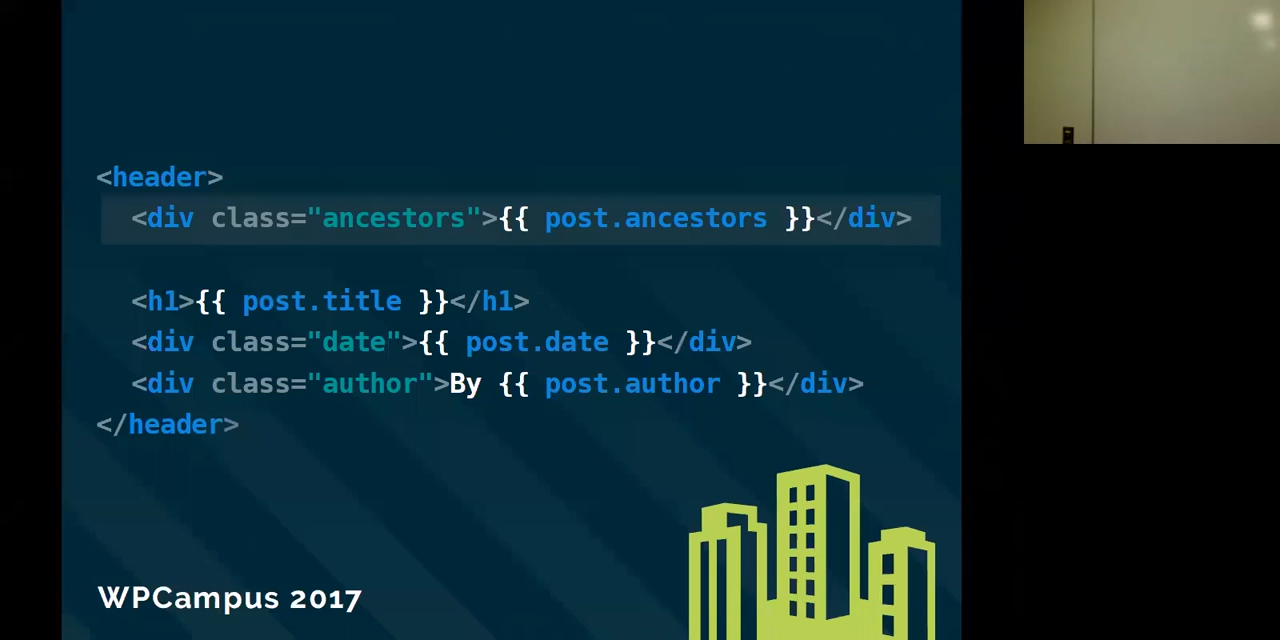 <header>
<div class="ancestors">{{ post.ancestors }}</div>
<h1>{{ post.title }}</h1>
<div class="date">{{ post.date }}</div>
<div class="author">By {{ post.author }}</div>
</header>
WPCampus 2017